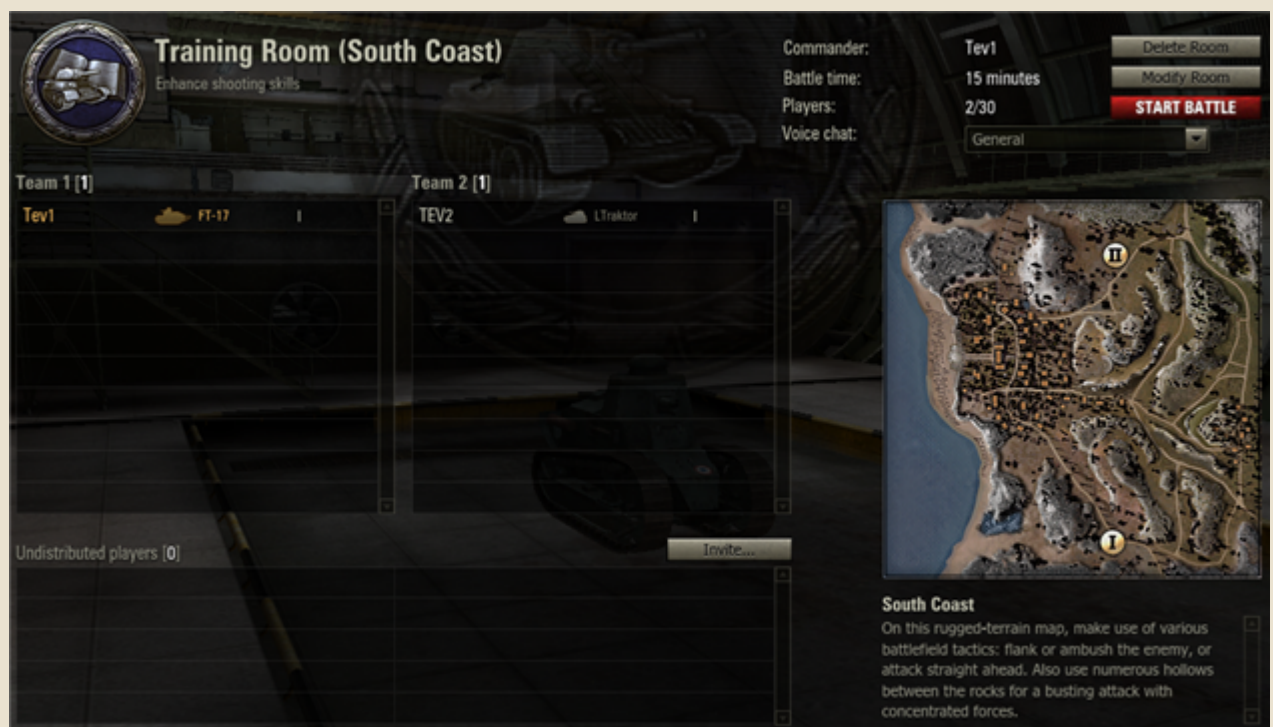 Training Room (South Coast)
Enhance shooting skills
Commander: Tev1
Battle time: 15 minutes
Players: 2/30
Voice chat: General
Delete Room
Modify Room
START BATTLE
Team 1 [1]
Tev1 FT-17 I
Team 2 [1]
TEV2 LTraktor I
Undistributed players [0]
Invite...
II
I
South Coast
On this rugged-terrain map, make use of various
battlefield tactics: flank or ambush the enemy, or
attack straight ahead. Also use numerous hollows
between the rocks for a busting attack with
concentrated forces.